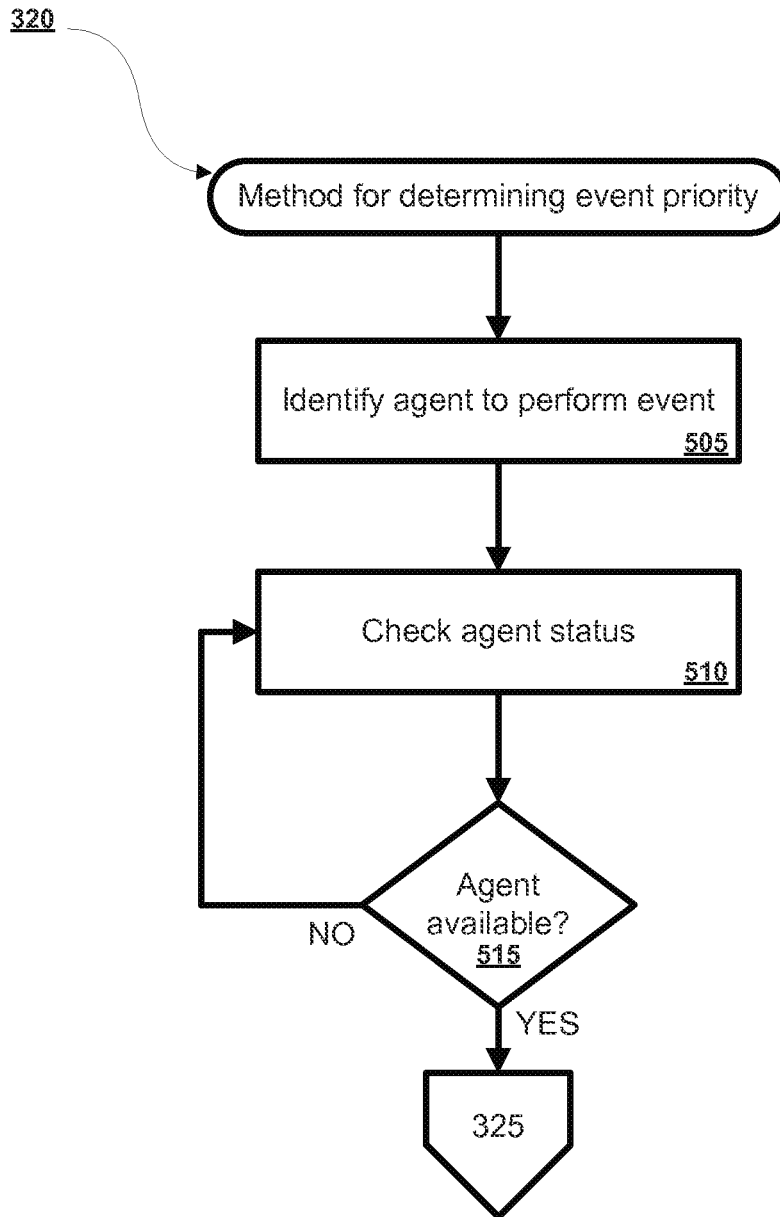 320
Method for determining event priority
Identify agent to perform event
505
Check agent status
510
Agent
available?
515
NO
YES
325